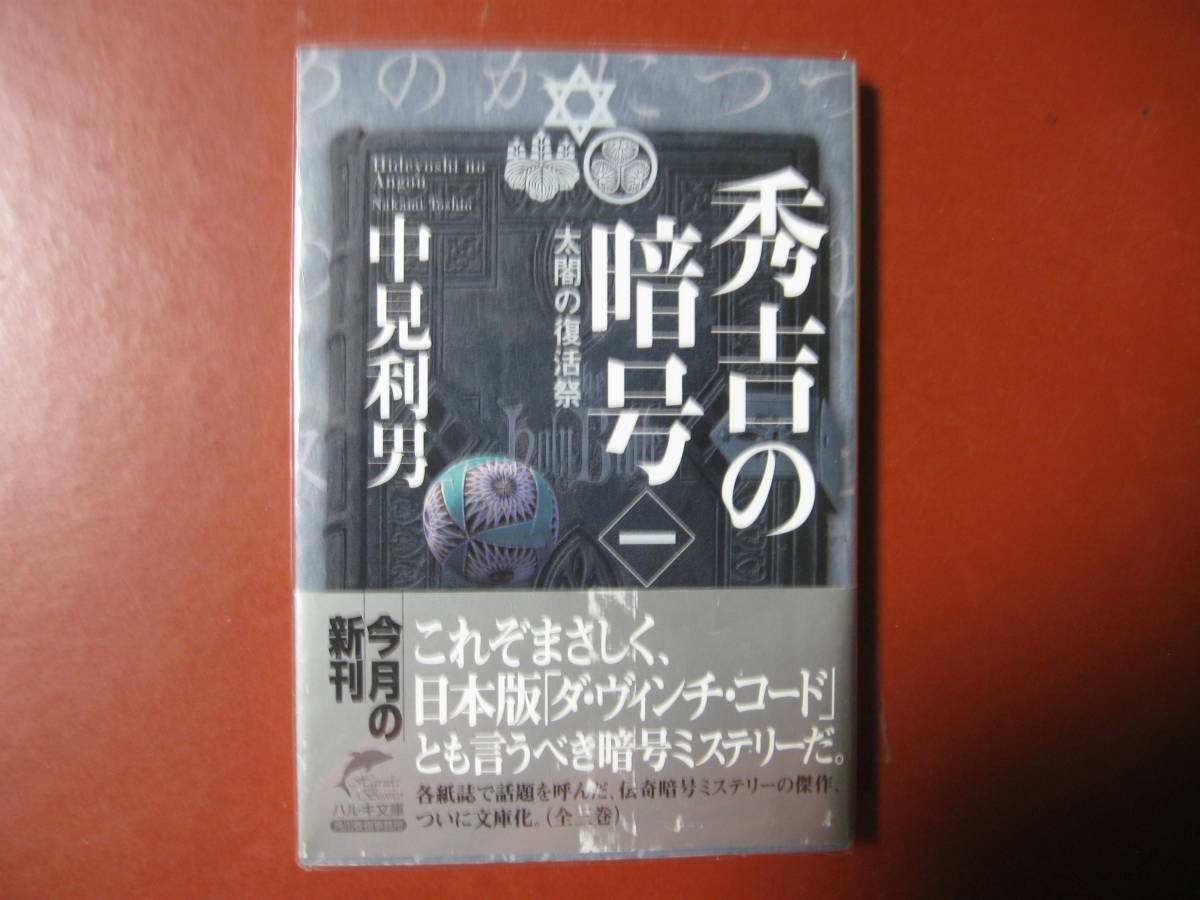 秀吉の
暗号
一
太閤の復活祭
Hideyoshi no
Angou
Nakami Toshio
中見利男
Holy
今月の
新刊
これぞまさしく、
日本版「ダ・ヴィンチ・コード」
とも言うべき暗号ミステリーだ。
各紙誌で話題を呼んだ、伝奇暗号ミステリーの傑作、
ついに文庫化。(全三巻)
Haruki
Books
ハルキ文庫